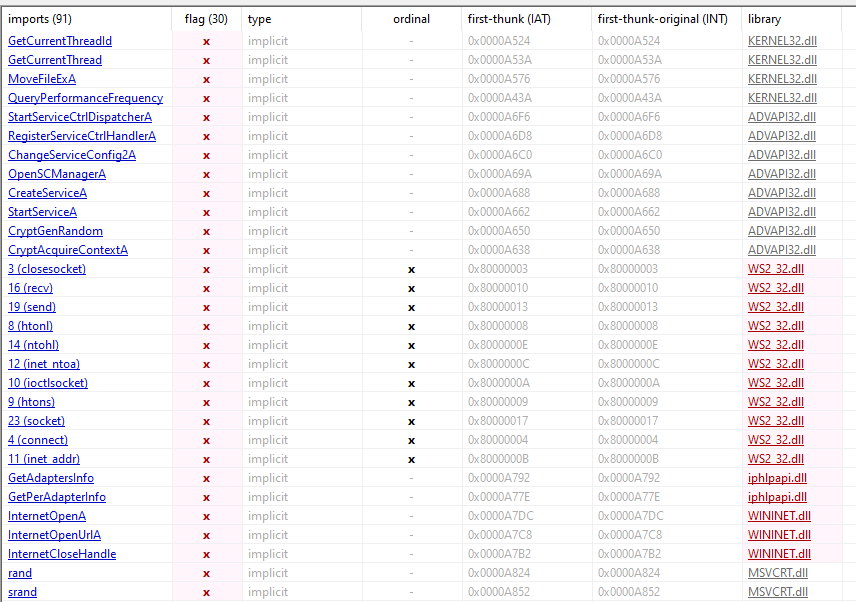 imports (91) flag (30) type ordinal first-thunk (IAT) first-thunk-original (INT) library
GetCurrentThreadId x implicit - 0x0000A524 0x0000A524 KERNEL32.dll
GetCurrentThread x implicit - 0x0000A53A 0x0000A53A KERNEL32.dll
MoveFileExA x implicit - 0x0000A576 0x0000A576 KERNEL32.dll
QueryPerformanceFrequency x implicit - 0x0000A43A 0x0000A43A KERNEL32.dll
StartServiceCtrlDispatcherA x implicit - 0x0000A6F6 0x0000A6F6 ADVAPI32.dll
RegisterServiceCtrlHandlerA x implicit - 0x0000A6D8 0x0000A6D8 ADVAPI32.dll
ChangeServiceConfig2A x implicit - 0x0000A6C0 0x0000A6C0 ADVAPI32.dll
OpenSCManagerA x implicit - 0x0000A69A 0x0000A69A ADVAPI32.dll
CreateServiceA x implicit - 0x0000A688 0x0000A688 ADVAPI32.dll
StartServiceA x implicit - 0x0000A662 0x0000A662 ADVAPI32.dll
CryptGenRandom x implicit - 0x0000A650 0x0000A650 ADVAPI32.dll
CryptAcquireContextA x implicit - 0x0000A638 0x0000A638 ADVAPI32.dll
3 (closesocket) x implicit x 0x80000003 0x80000003 WS2_32.dll
16 (recv) x implicit x 0x80000010 0x80000010 WS2_32.dll
19 (send) x implicit x 0x80000013 0x80000013 WS2_32.dll
8 (htonl) x implicit x 0x80000008 0x80000008 WS2_32.dll
14 (ntohl) x implicit x 0x8000000E 0x8000000E WS2_32.dll
12 (inet_ntoa) x implicit x 0x8000000C 0x8000000C WS2_32.dll
10 (ioctlsocket) x implicit x 0x8000000A 0x8000000A WS2_32.dll
9 (htons) x implicit x 0x80000009 0x80000009 WS2_32.dll
23 (socket) x implicit x 0x80000017 0x80000017 WS2_32.dll
4 (connect) x implicit x 0x80000004 0x80000004 WS2_32.dll
11 (inet_addr) x implicit x 0x8000000B 0x8000000B WS2_32.dll
GetAdaptersInfo x implicit - 0x0000A792 0x0000A792 iphlpapi.dll
GetPerAdapterInfo x implicit - 0x0000A77E 0x0000A77E iphlpapi.dll
InternetOpenA x implicit - 0x0000A7DC 0x0000A7DC WININET.dll
InternetOpenUrlA x implicit - 0x0000A7C8 0x0000A7C8 WININET.dll
InternetCloseHandle x implicit - 0x0000A7B2 0x0000A7B2 WININET.dll
rand x implicit - 0x0000A824 0x0000A824 MSVCRT.dll
srand x implicit - 0x0000A852 0x0000A852 MSVCRT.dll